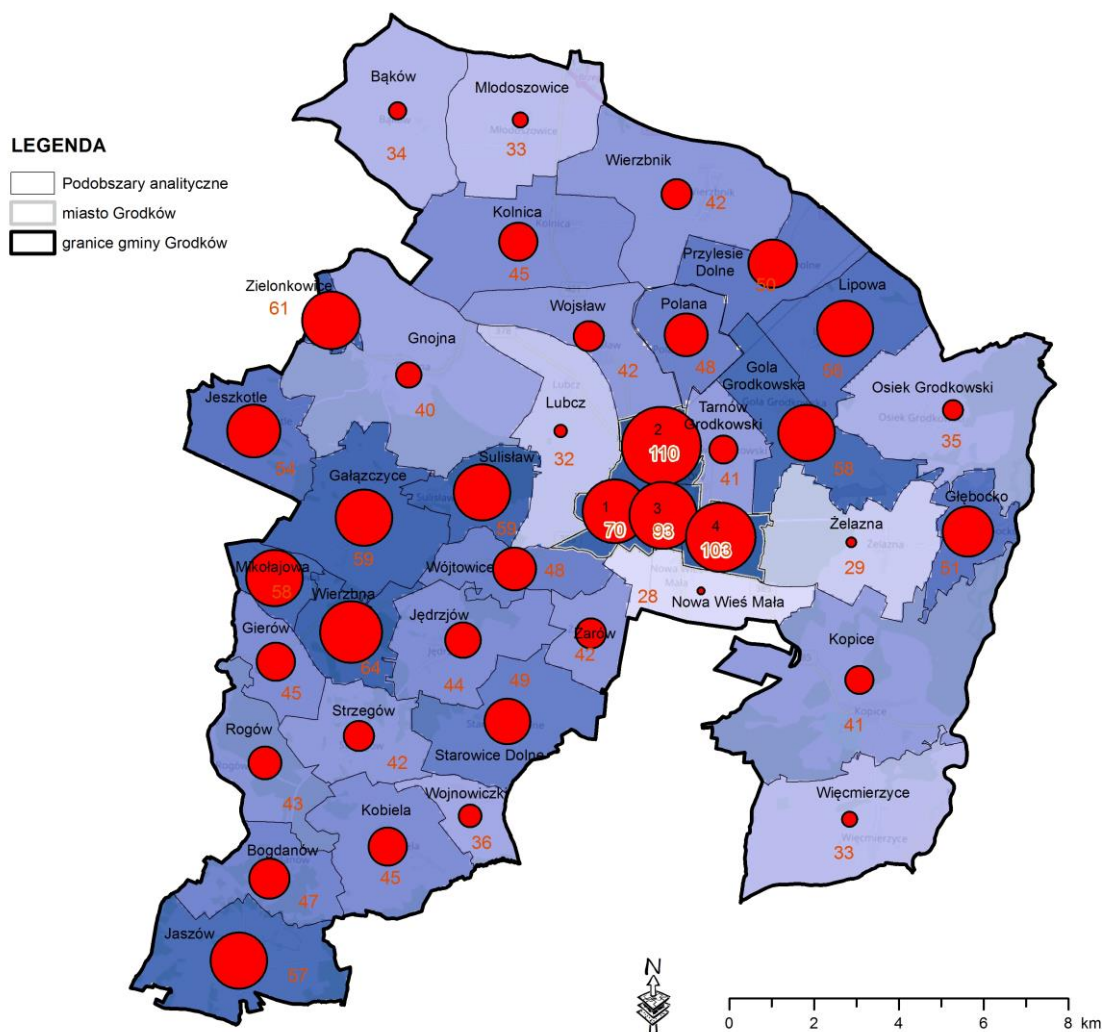 Bąków
34
Młodoszowice
33
LEGENDA
Podobszary analityczne
miasto Grodków
granice gminy Grodków
Wierzbnik
42
Kolnica
45
Przylesie
Dolne
50
Zielonkowice
61
Lipowa
56
Wojsław
42
Polana
48
Gnojna
40
Gola
Grodkowska
58
Osiek Grodkowski
35
Jeszkotle
54
Lubcz
32
Tarnów
Grodkowski
41
2
110
Sulisław
59
Gałązczyce
59
1
70
3
93
4
103
Głębocko
51
Żelazna
29
Mikołajowa
58
Wójtowice
48
Nowa Wieś Mała
28
Wierzbna
64
Jędrzjów
44
Żarów
42
Gierów
45
Kopice
41
49
Starowice Dolne
Strzegów
42
Rogów
43
Wojnowiczk
36
Kobiela
45
Więcmierzyce
33
Bogdanów
47
Jaszów
57
N
0 2 4 6 8 km